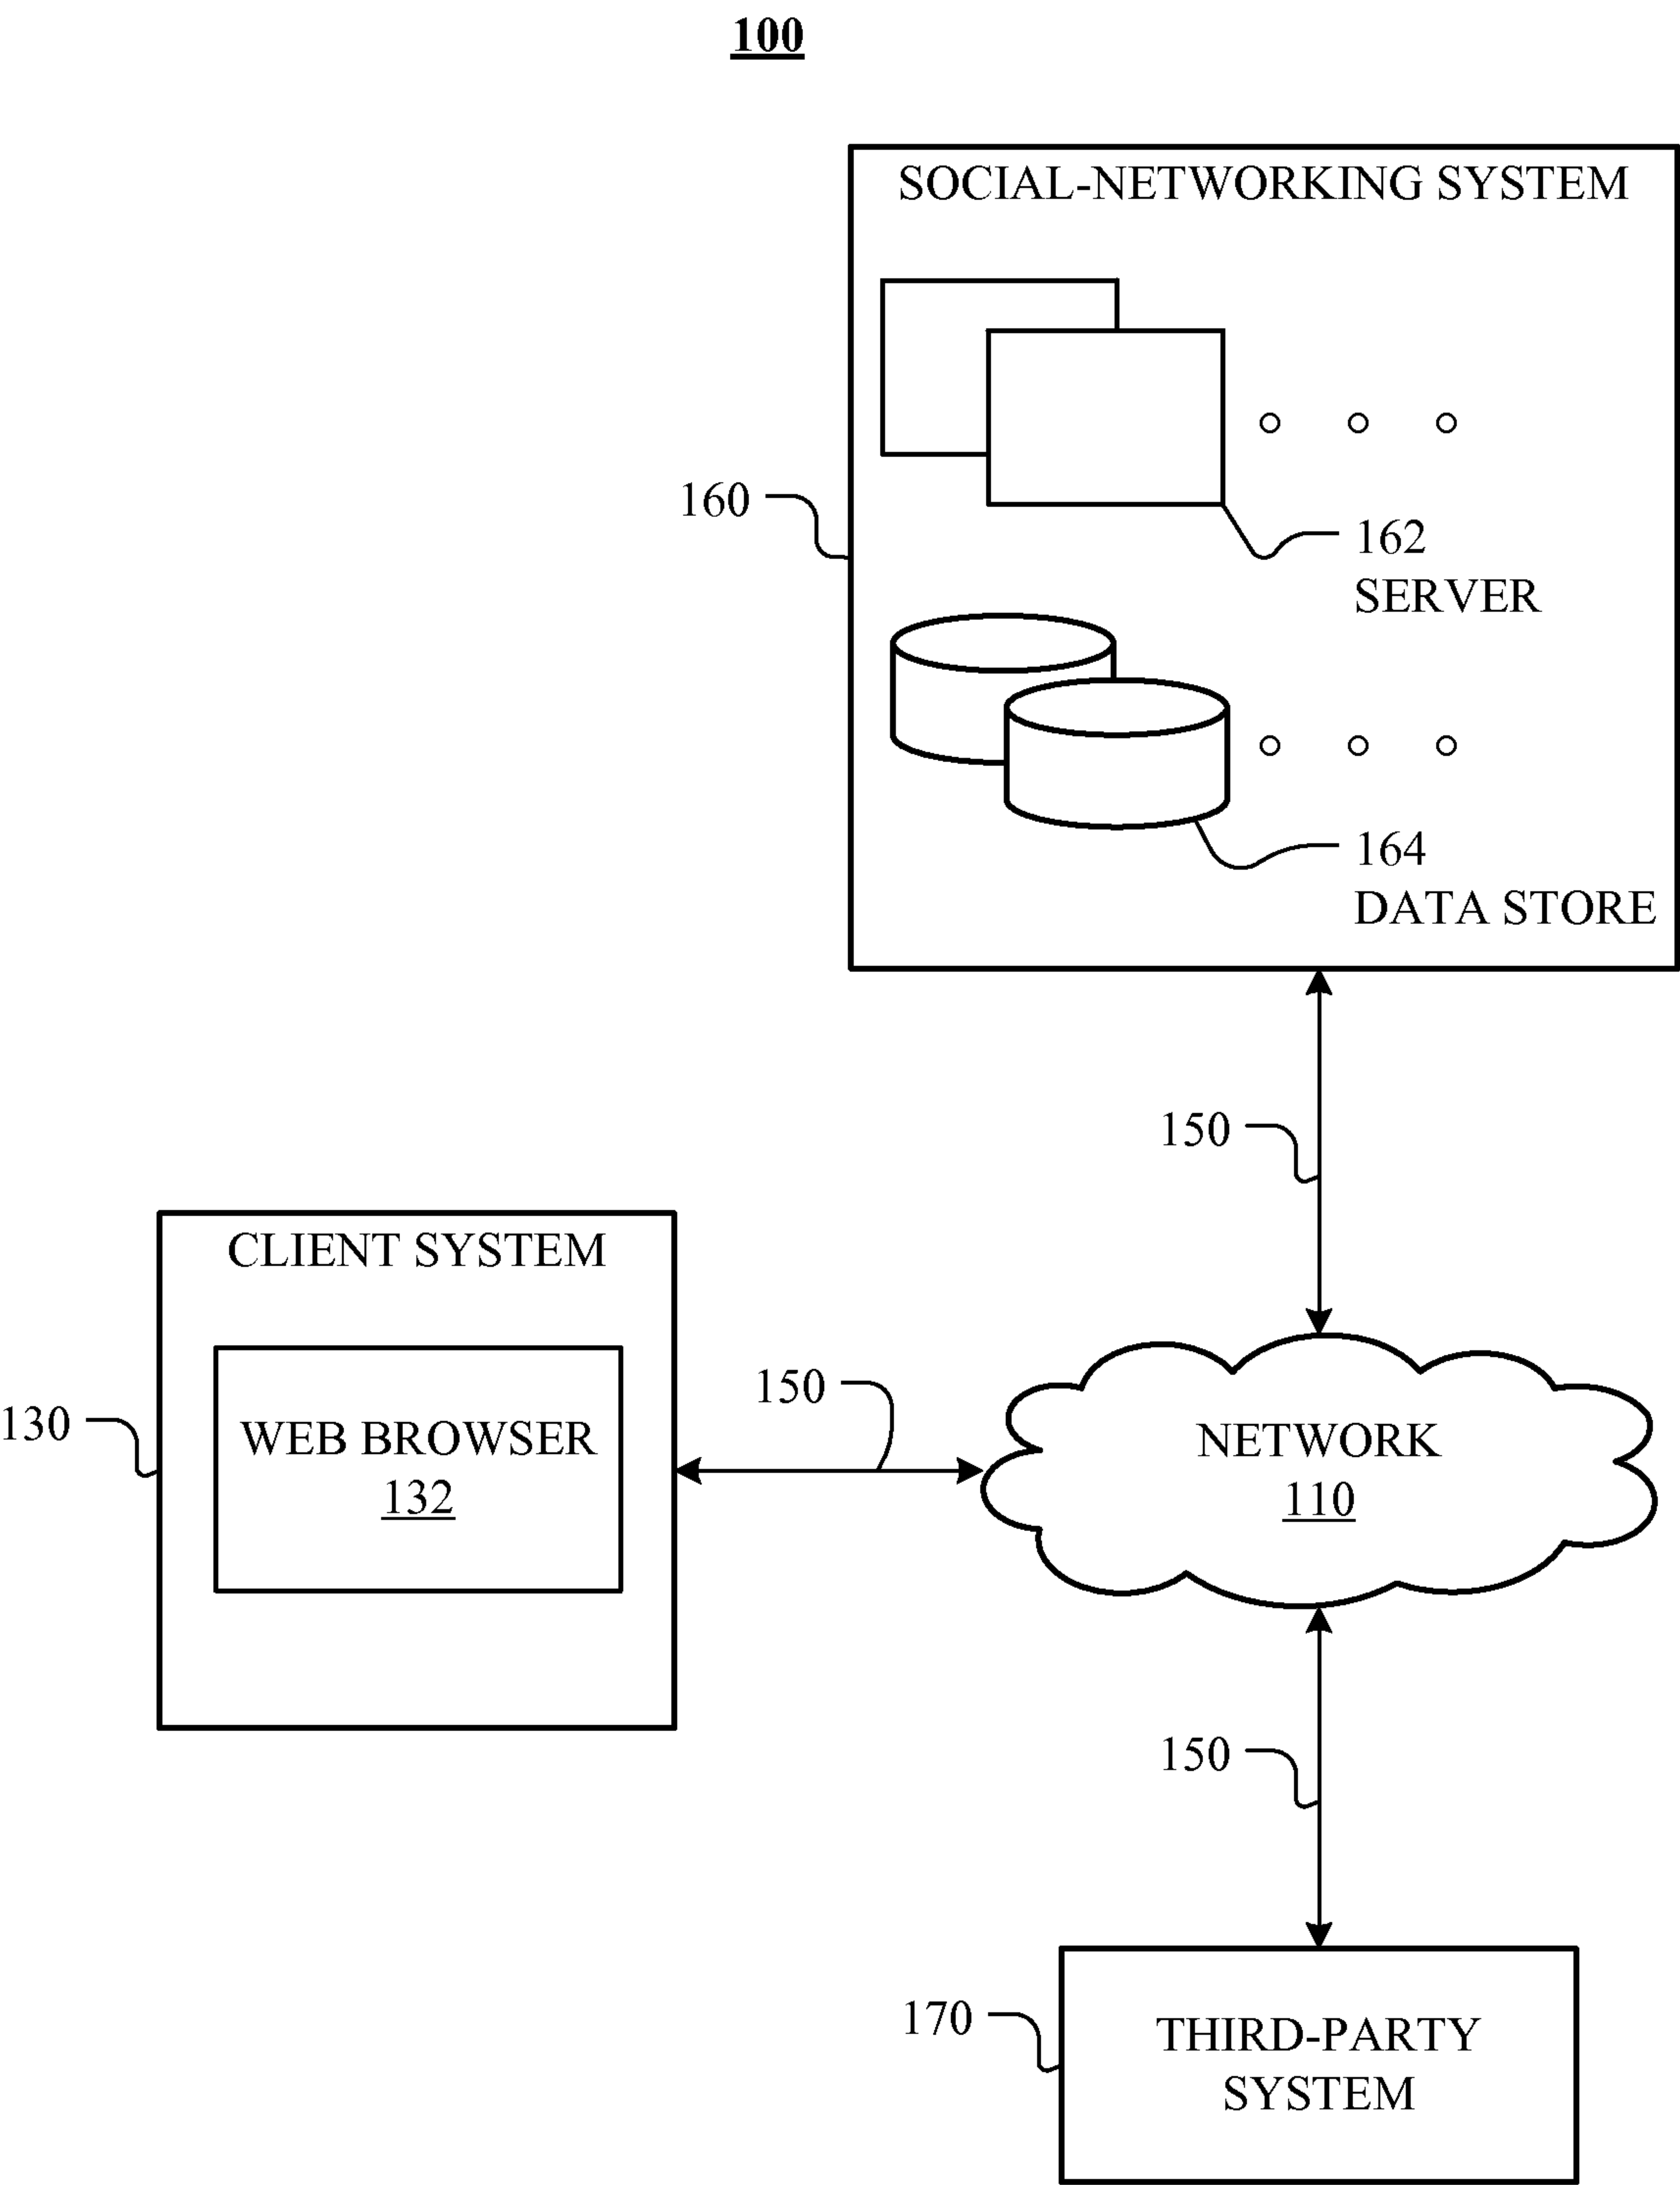 100
SOCIAL-NETWORKING SYSTEM
160
162
SERVER
164
DATA STORE
150
CLIENT SYSTEM
130
WEB BROWSER
132
150
NETWORK
110
150
170
THIRD-PARTY
SYSTEM